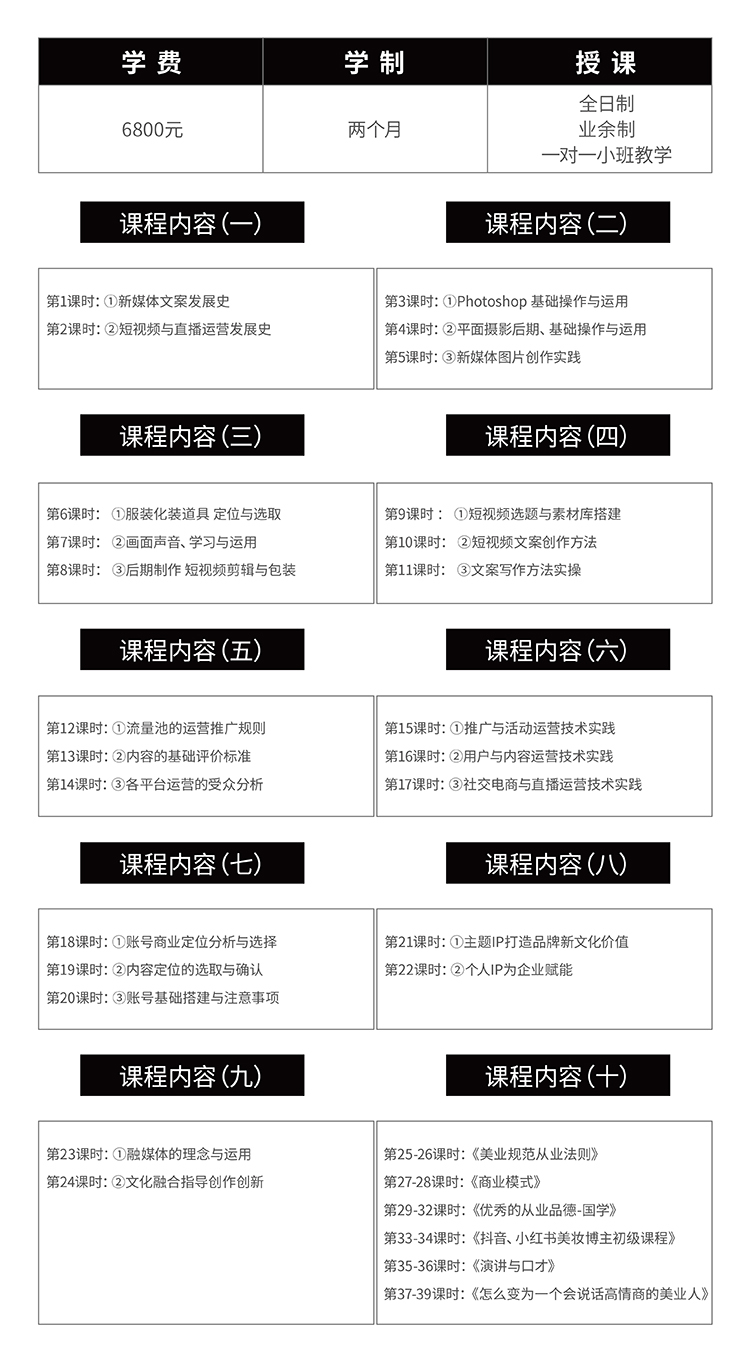 学 费 学 制 授 课
6800元 两个月 全日制
业余制
一对一小班教学
课程内容(一)
第1课时: ①新媒体文案发展史
第2课时: ②短视频与直播运营发展史
课程内容(二)
第3课时: ①Photoshop 基础操作与运用
第4课时: ②平面摄影后期、基础操作与运用
第5课时: ③新媒体图片创作实践
课程内容(三)
第6课时: ①服装化装道具 定位与选取
第7课时: ②画面声音、学习与运用
第8课时: ③后期制作 短视频剪辑与包装
课程内容(四)
第9课时: ①短视频选题与素材库搭建
第10课时: ②短视频文案创作方法
第11课时: ③文案写作方法实操
课程内容(五)
第12课时: ①流量池的运营推广规则
第13课时: ②内容的基础评价标准
第14课时: ③各平台运营的受众分析
课程内容(六)
第15课时: ①推广与活动运营技术实践
第16课时: ②用户与内容运营技术实践
第17课时: ③社交电商与直播运营技术实践
课程内容(七)
第18课时: ①账号商业定位分析与选择
第19课时: ②内容定位的选取与确认
第20课时: ③账号基础搭建与注意事项
课程内容(八)
第21课时: ①主题IP打造品牌新文化价值
第22课时: ②个人IP为企业赋能
课程内容(九)
第23课时: ①融媒体的理念与运用
第24课时: ②文化融合指导创作创新
课程内容(十)
第25-26课时:《美业规范从业法则》
第27-28课时:《商业模式》
第29-32课时:《优秀的从业品德-国学》
第33-34课时:《抖音、小红书美妆博主初级课程》
第35-36课时:《演讲与口才》
第37-39课时:《怎么变为一个会说话高情商的美业人》